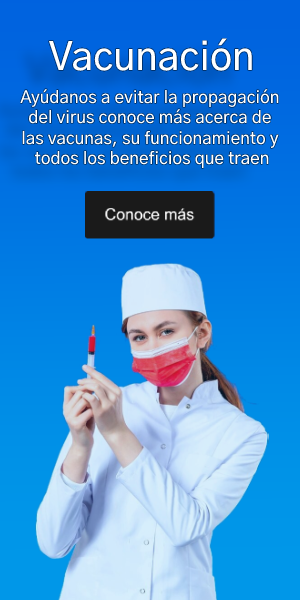 Vacunación
Ayúdanos a evitar la propagación
del virus conoce más acerca de
las vacunas, su funcionamiento y
todos los beneficios que traen
Conoce más